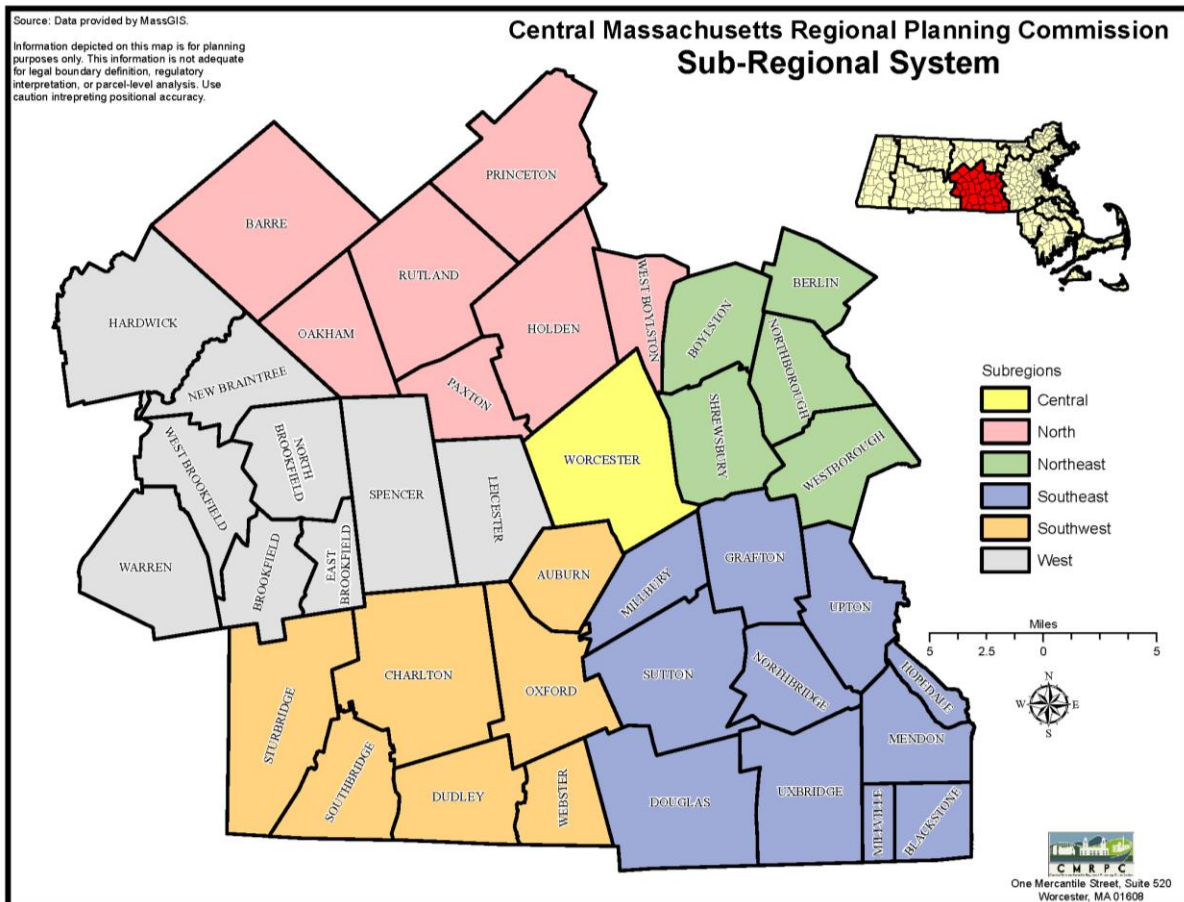 Source: Data provided by MassGIS.
Information depicted on this map is for planning
purposes only. This information is not adequate
for legal boundary definition, regulatory
interpretation, or parcel-level analysis. Use
caution intrepreting positional accuracy.
Central Massachusetts Regional Planning Commission
Sub-Regional System
PRINCETON
BARRE
RUTLAND
HARDWICK
OAKHAM
HOLDEN
WEST BOYLSTON
BOYLSTON
BERLIN
NORTHBOROUGH
NEW BRAINTREE
PAXTON
SHREWSBURY
WESTBOROUGH
WEST BROOKFIELD
NORTH
BROOKFIELD
SPENCER
LEICESTER
WORCESTER
WARREN
BROOKFIELD
EAST
BROOKFIELD
AUBURN
MILLBURY
GRAFTON
UPTON
STURBRIDGE
CHARLTON
OXFORD
SUTTON
NORTHBRIDGE
HOPEDALE
MENDON
SOUTHBRIDGE
DUDLEY
WEBSTER
DOUGLAS
UXBRIDGE
MILLVILLE
BLACKSTONE
Subregions
Central
North
Northeast
Southeast
Southwest
West
Miles
5 2.5 0 5
N
W E
S
CMRPC
One Mercantile Street, Suite 520
Worcester, MA 01608